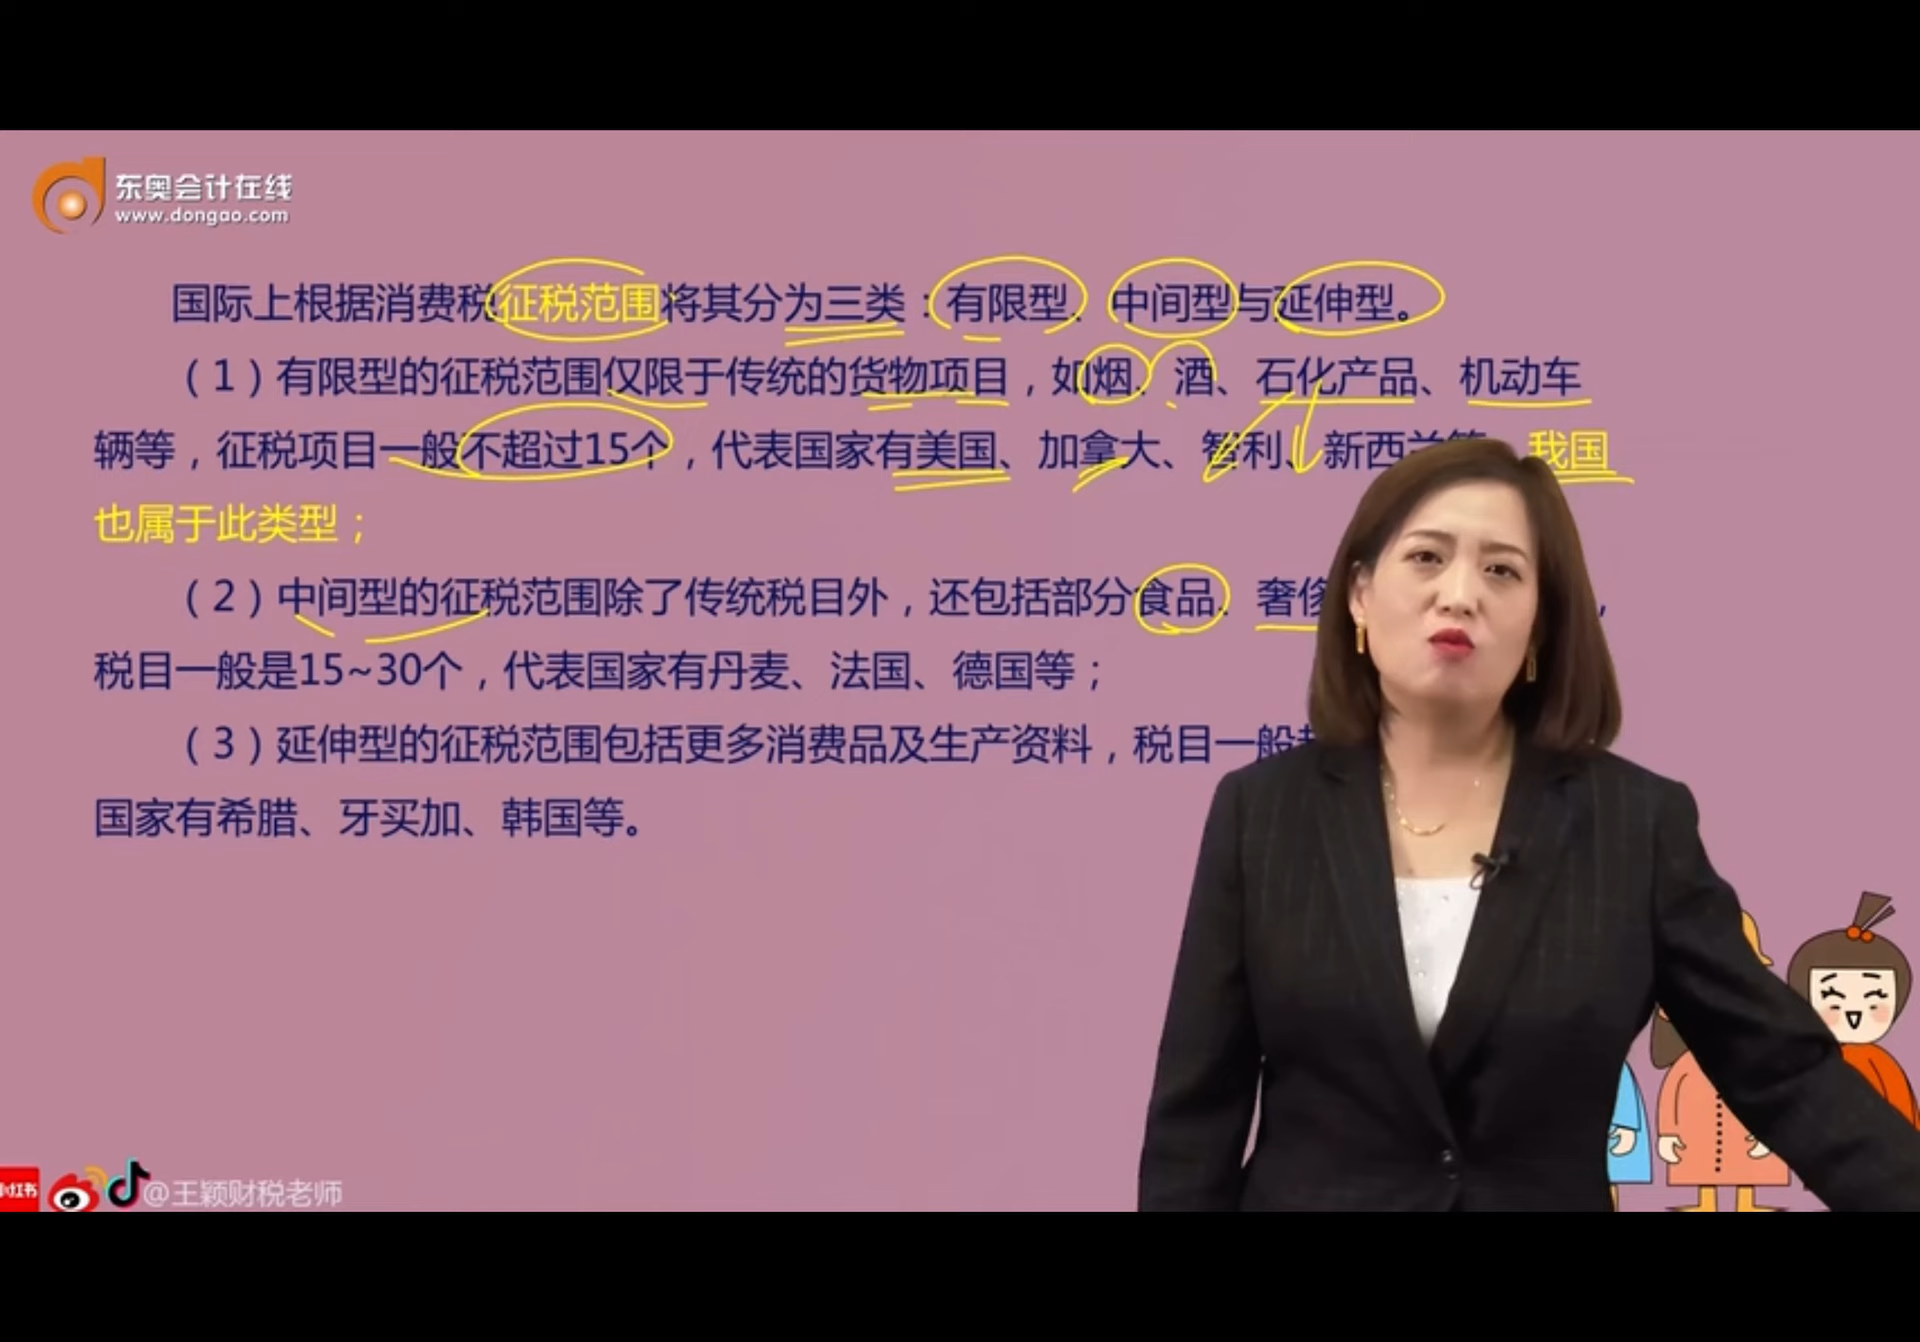 东奥会计在线
www.dongao.com
国际上根据消费税征税范围将其分为三类：有限型、中间型与延伸型。
（1）有限型的征税范围仅限于传统的货物项目，如烟、酒、石化产品、机动车
辆等，征税项目一般不超过15个，代表国家有美国、加拿大、智利、新西兰等，我国
也属于此类型；
（2）中间型的征税范围除了传统税目外，还包括部分食品、奢侈
税目一般是15~30个，代表国家有丹麦、法国、德国等；
（3）延伸型的征税范围包括更多消费品及生产资料，税目一般
国家有希腊、牙买加、韩国等。
小红书
@王颖财税老师